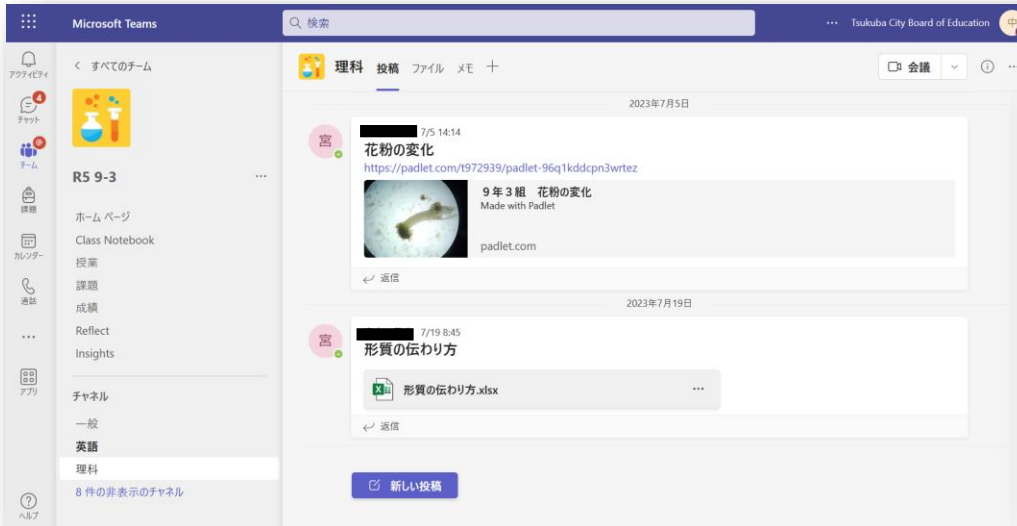 Microsoft Teams
検索
Tsukuba City Board of Education
中
アクティビティ
チャット
4
チーム
課題
カレンダー
通話
アプリ
ヘルプ
すべてのチーム
R5 9-3
ホーム ページ
Class Notebook
授業
課題
成績
Reflect
Insights
チャネル
一般
英語
理科
8 件の非表示のチャネル
理科 投稿 ファイル メモ
会議
2023年7月5日
宮
7/5 14:14
花粉の変化
https://padlet.com/t972939/padlet-96q1kddcpn3wrtez
9年3組 花粉の変化
Made with Padlet
padlet.com
返信
2023年7月19日
宮
7/19 8:45
形質の伝わり方
形質の伝わり方.xlsx
返信
新しい投稿